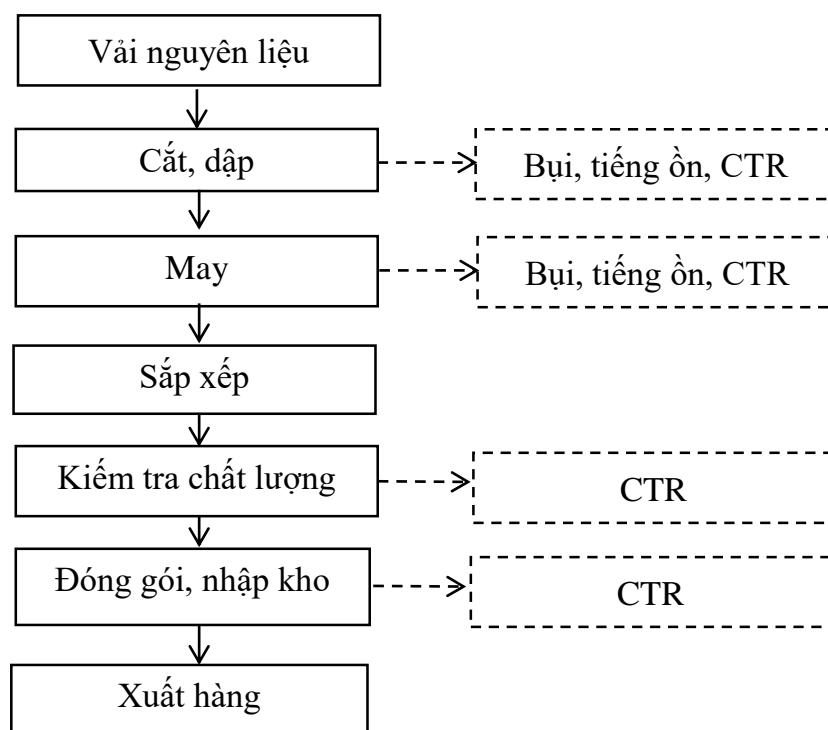 Vải nguyên liệu
Cắt, dập
Bụi, tiếng ồn, CTR
May
Bụi, tiếng ồn, CTR
Sắp xếp
Kiếm tra chất lượng
CTR
Đóng gói, nhập kho
CTR
Xuất hàng